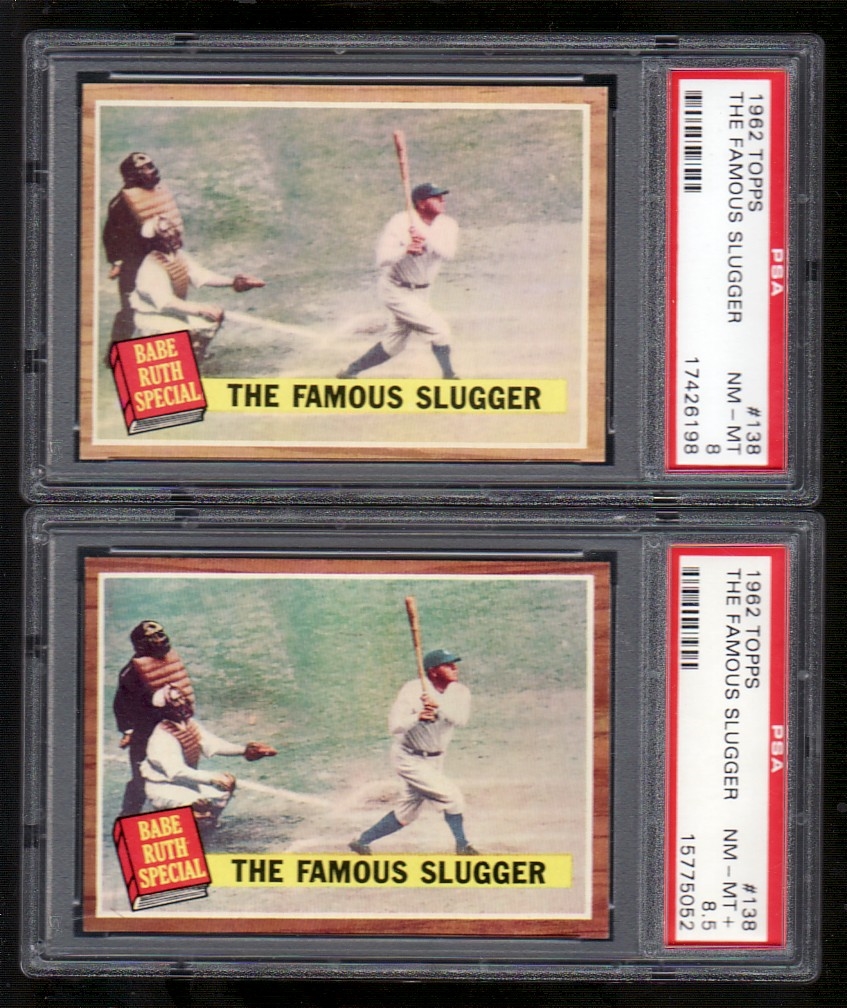 BABE
RUTH
SPECIAL
THE FAMOUS SLUGGER
PSA
1962 TOPPS #138
THE FAMOUS SLUGGER NM - MT
8
17426198
BABE
RUTH
SPECIAL
THE FAMOUS SLUGGER
PSA
1962 TOPPS #138
THE FAMOUS SLUGGER NM - MT +
8.5
15775052